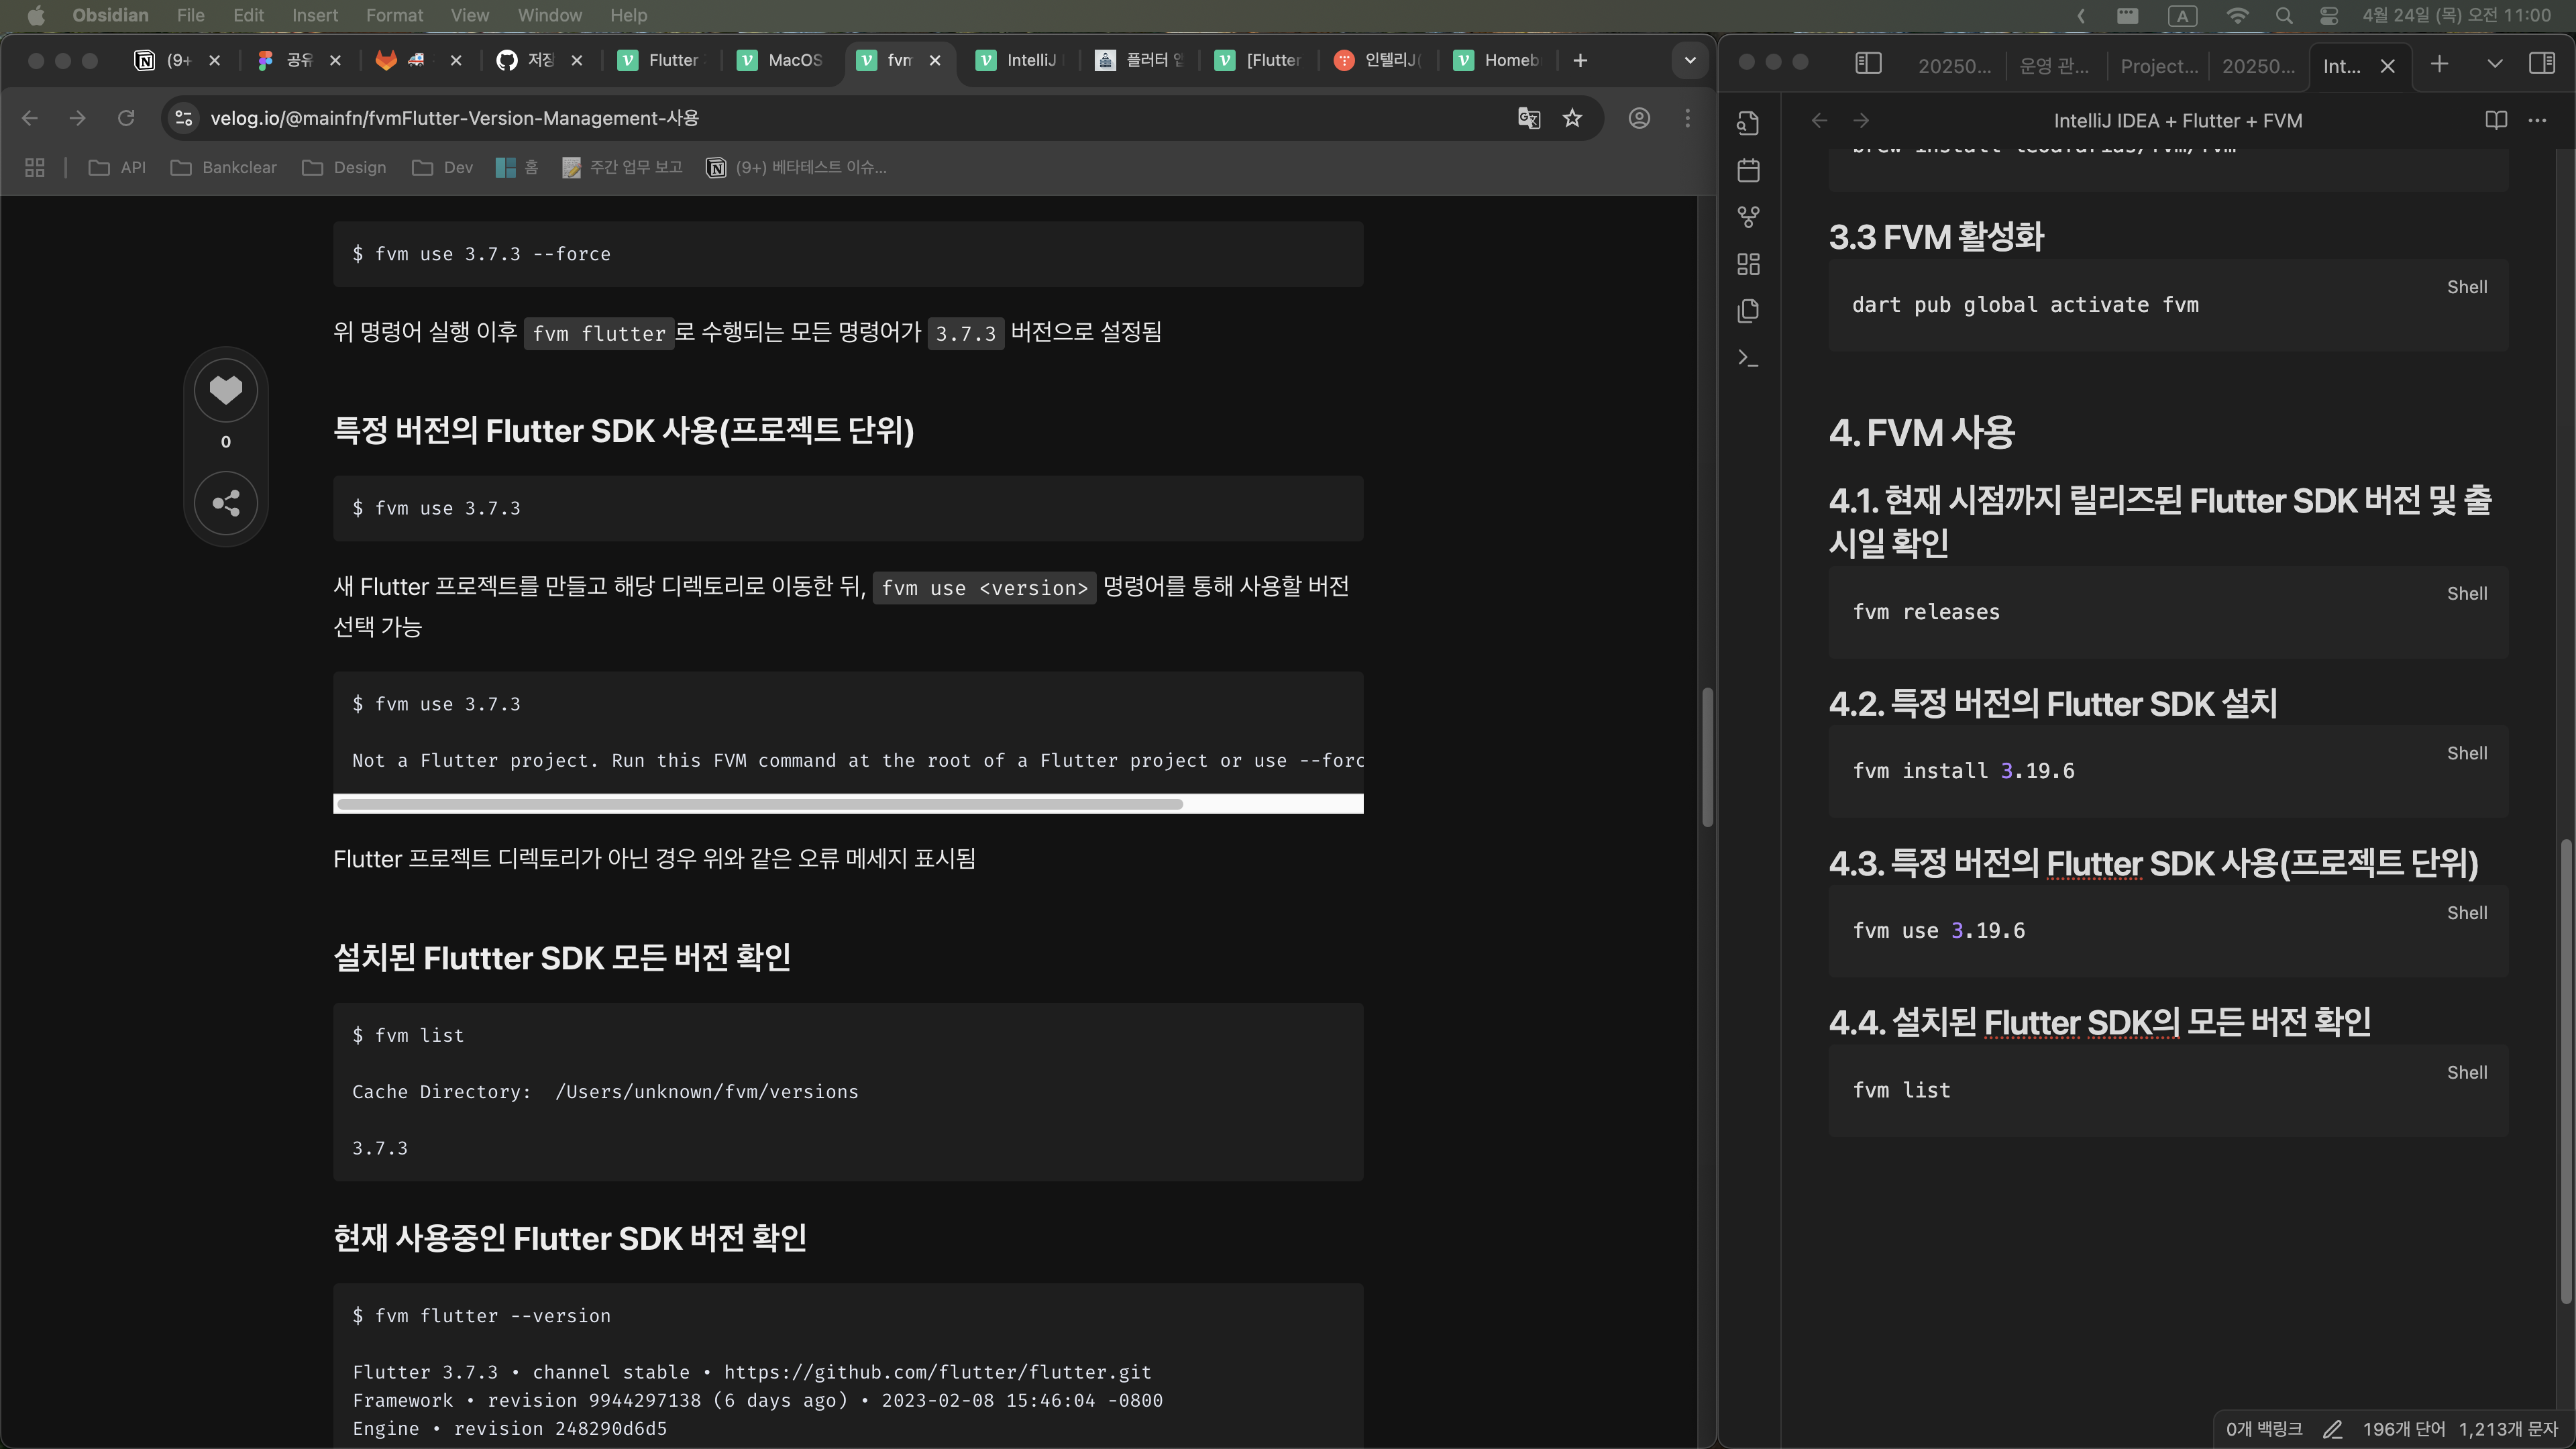 Obsidian File Edit Insert Format View Window Help
A 4월 24일 (목) 오전 11:00
(9+ 공유 저장 Flutter MacOS fvm IntelliJ 플러터 앱 [Flutter 인텔리J( Homeb
velog.io/@mainfn/fvmFlutter-Version-Management-사용
API Bankclear Design Dev 홈 주간 업무 보고 (9+) 베타테스트 이슈...
$ fvm use 3.7.3 --force
위 명령어 실행 이후 fvm flutter로 수행되는 모든 명령어가 3.7.3 버전으로 설정됨
0
특정 버전의 Flutter SDK 사용(프로젝트 단위)
$ fvm use 3.7.3
새 Flutter 프로젝트를 만들고 해당 디렉토리로 이동한 뒤, fvm use <version> 명령어를 통해 사용할 버전
선택 가능
$ fvm use 3.7.3
Not a Flutter project. Run this FVM command at the root of a Flutter project or use --forc
Flutter 프로젝트 디렉토리가 아닌 경우 위와 같은 오류 메세지 표시됨
설치된 Fluttter SDK 모든 버전 확인
$ fvm list
Cache Directory:  /Users/unknown/fvm/versions
3.7.3
현재 사용중인 Flutter SDK 버전 확인
$ fvm flutter --version
Flutter 3.7.3 • channel stable • https://github.com/flutter/flutter.git
Framework • revision 9944297138 (6 days ago) • 2023-02-08 15:46:04 -0800
Engine • revision 248290d6d5
20250... 운영 관... Project... 20250... Int...
IntelliJ IDEA + Flutter + FVM
brew install leoafarias/fvm/fvm
3.3 FVM 활성화
Shell
dart pub global activate fvm
4. FVM 사용
4.1. 현재 시점까지 릴리즈된 Flutter SDK 버전 및 출
시일 확인
Shell
fvm releases
4.2. 특정 버전의 Flutter SDK 설치
Shell
fvm install 3.19.6
4.3. 특정 버전의 Flutter SDK 사용(프로젝트 단위)
Shell
fvm use 3.19.6
4.4. 설치된 Flutter SDK의 모든 버전 확인
Shell
fvm list
0개 백링크 196개 단어 1,213개 문자